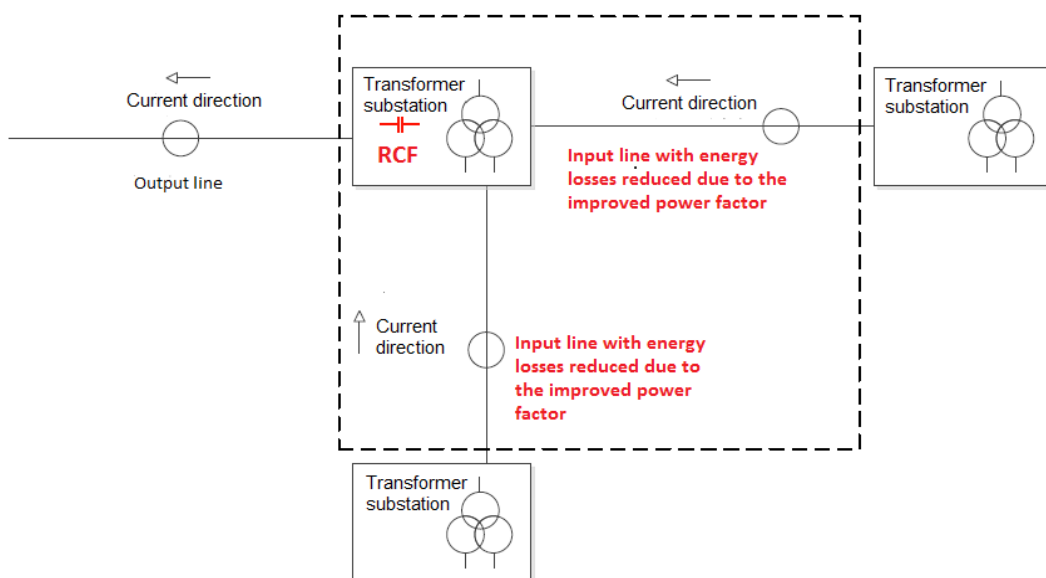 Transformer
substation
RCF
Current direction
Output line
Current direction
Input line with energy
losses reduced due to the
improved power factor
Transformer
substation
Current
direction
Input line with energy
losses reduced due to
the improved power
factor
Transformer
substation